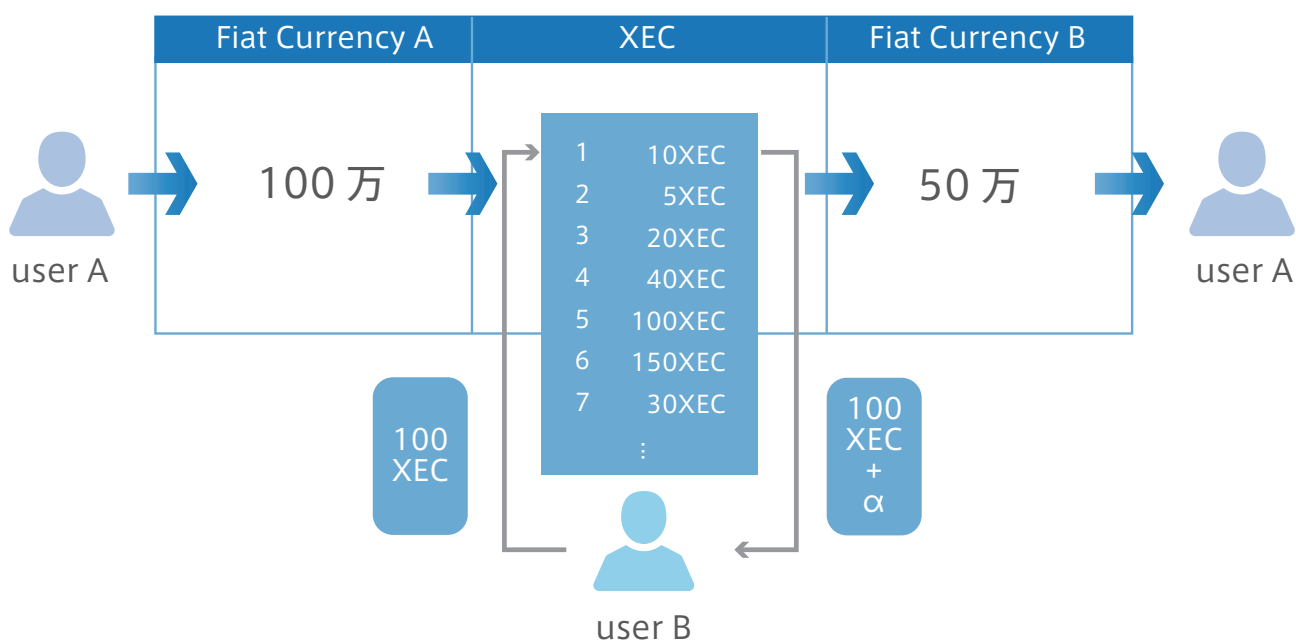 Fiat Currency A XEC Fiat Currency B
user A
100 万
1 10XEC
2 5XEC
3 20XEC
4 40XEC
5 100XEC
6 150XEC
7 30XEC
⋮
50 万
user A
100
XEC
100
XEC
+
α
user B